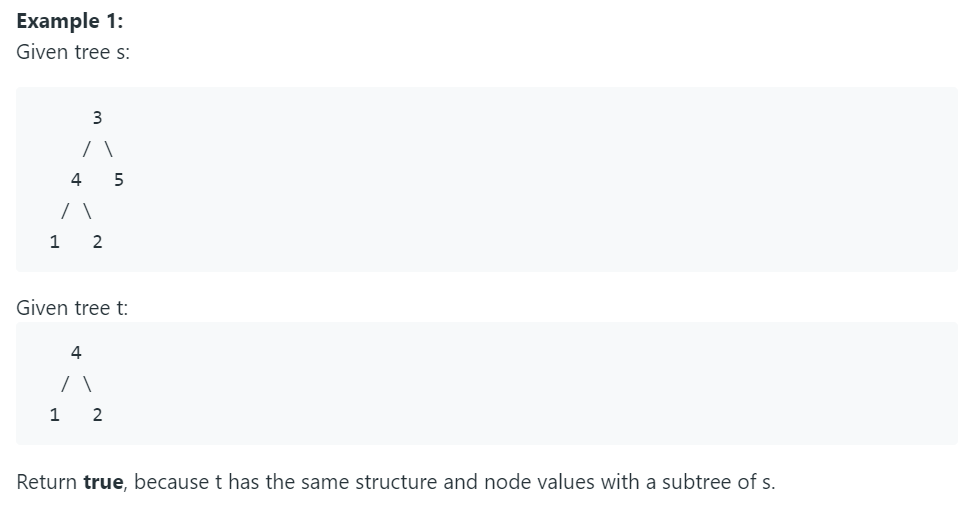 Example 1:
Given tree s:
3
/ \
4 5
/ \
1 2
Given tree t:
4
/ \
1 2
Return true, because t has the same structure and node values with a subtree of s.